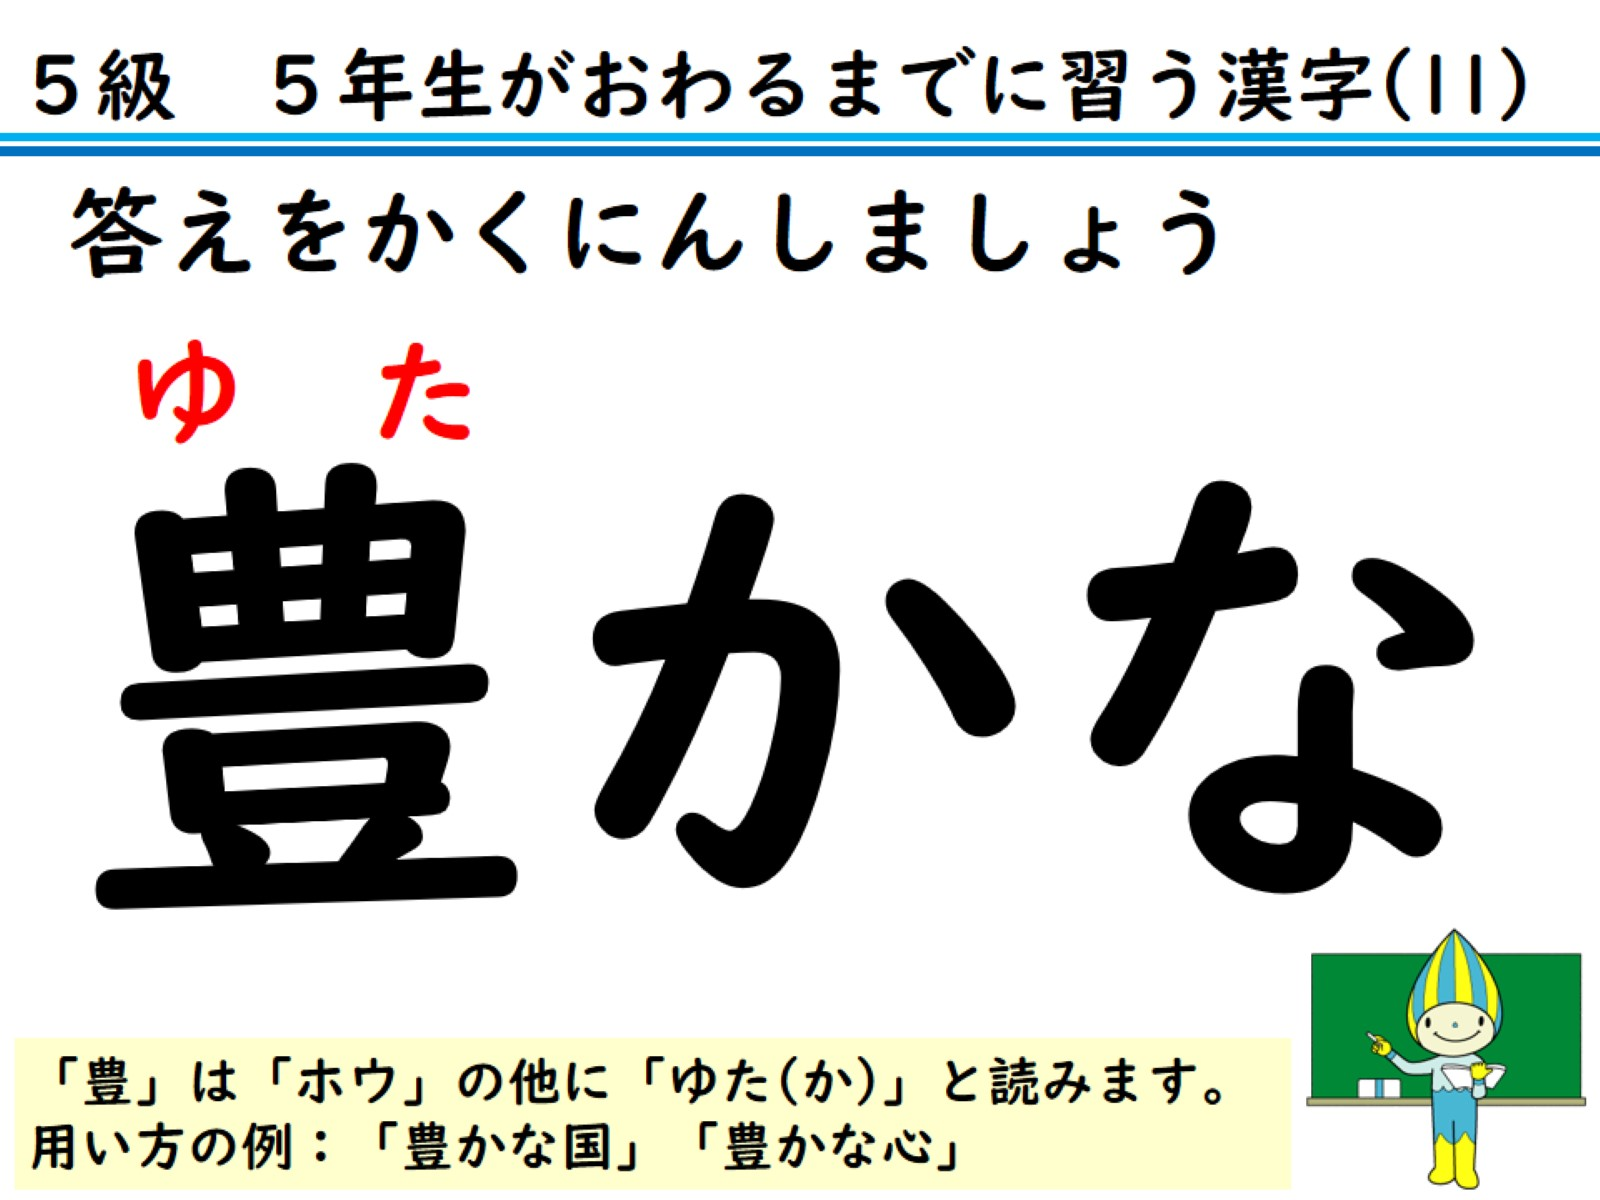 ５級　５年生がおわるまでに習う漢字(11)
答えをかくにんしましょう
ゆた
豊かな
「豊」は「ホウ」の他に「ゆた(か)」と読みます。
用い方の例：「豊かな国」「豊かな心」